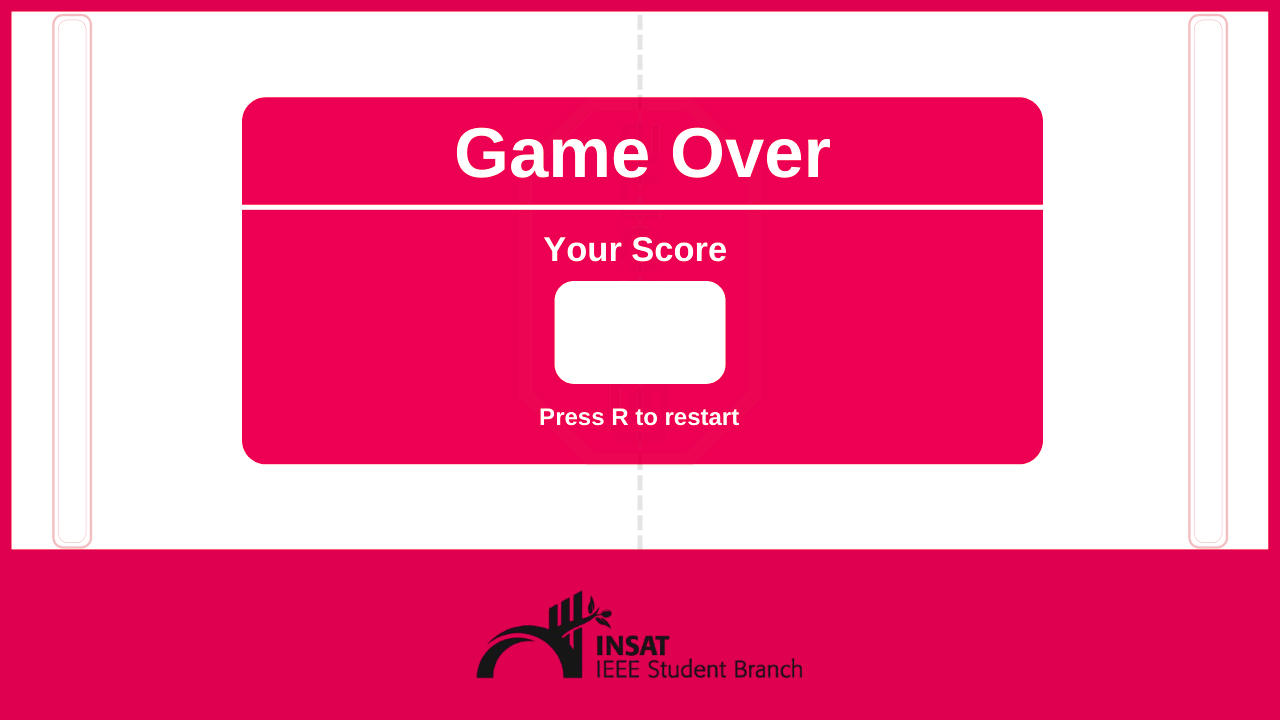 Game Over
Your Score
Press R to restart
INSAT
IEEE Student Branch